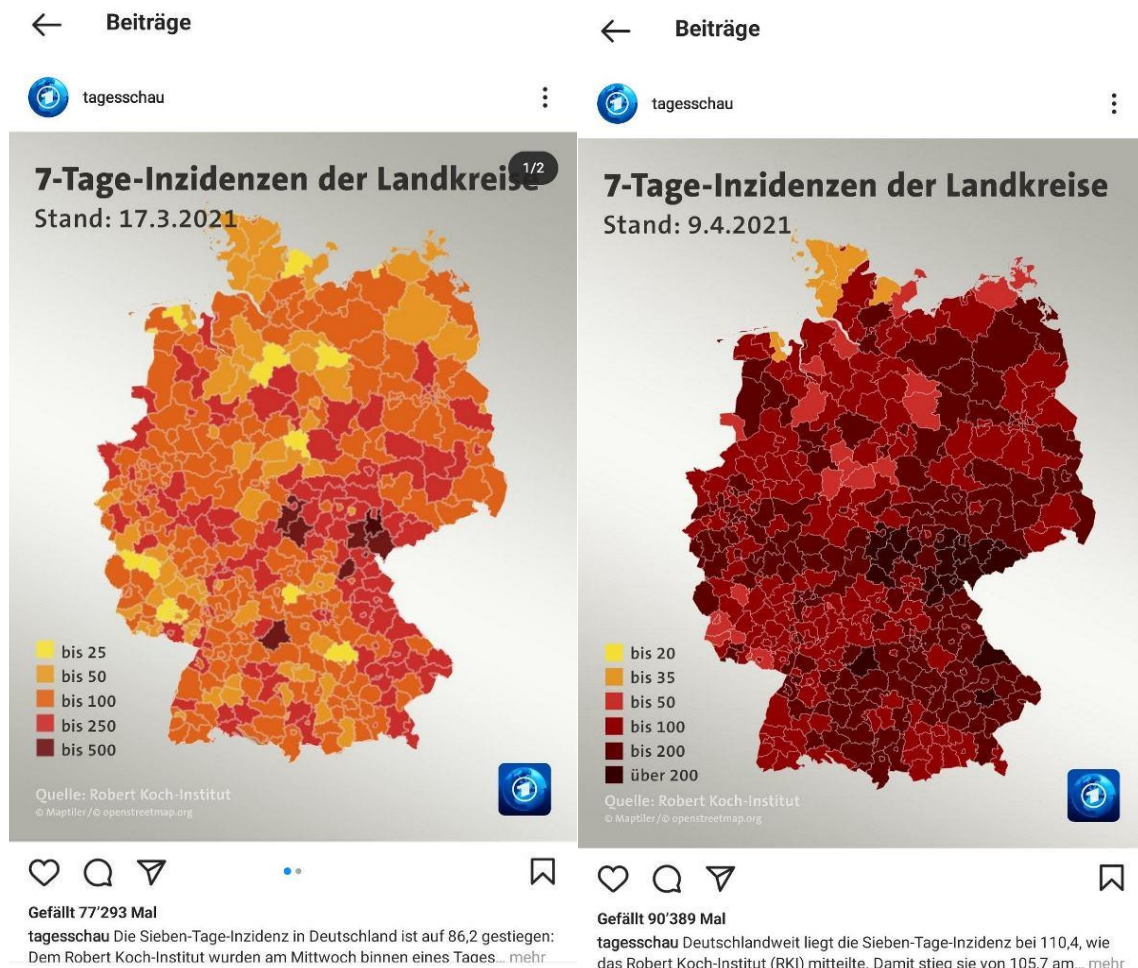 Beiträge
tagesschau
7-Tage-Inzidenzen der Landkreise
1/2
Stand: 17.3.2021
bis 25
bis 50
bis 100
bis 250
bis 500
Quelle: Robert Koch-Institut
© Maptiler/© openstreetmap.org
Gefällt 77’293 Mal
tagesschau Die Sieben-Tage-Inzidenz in Deutschland ist auf 86,2 gestiegen:
Dem Robert Koch-Institut wurden am Mittwoch binnen eines Tages... mehr
Beiträge
tagesschau
7-Tage-Inzidenzen der Landkreise
Stand: 9.4.2021
bis 20
bis 35
bis 50
bis 100
bis 200
über 200
Quelle: Robert Koch-Institut
© Maptiler/© openstreetmap.org
Gefällt 90’389 Mal
tagesschau Deutschlandweit liegt die Sieben-Tage-Inzidenz bei 110,4, wie
das Robert Koch-Institut (RKI) mitteilte. Damit stieg sie von 105,7 am... mehr